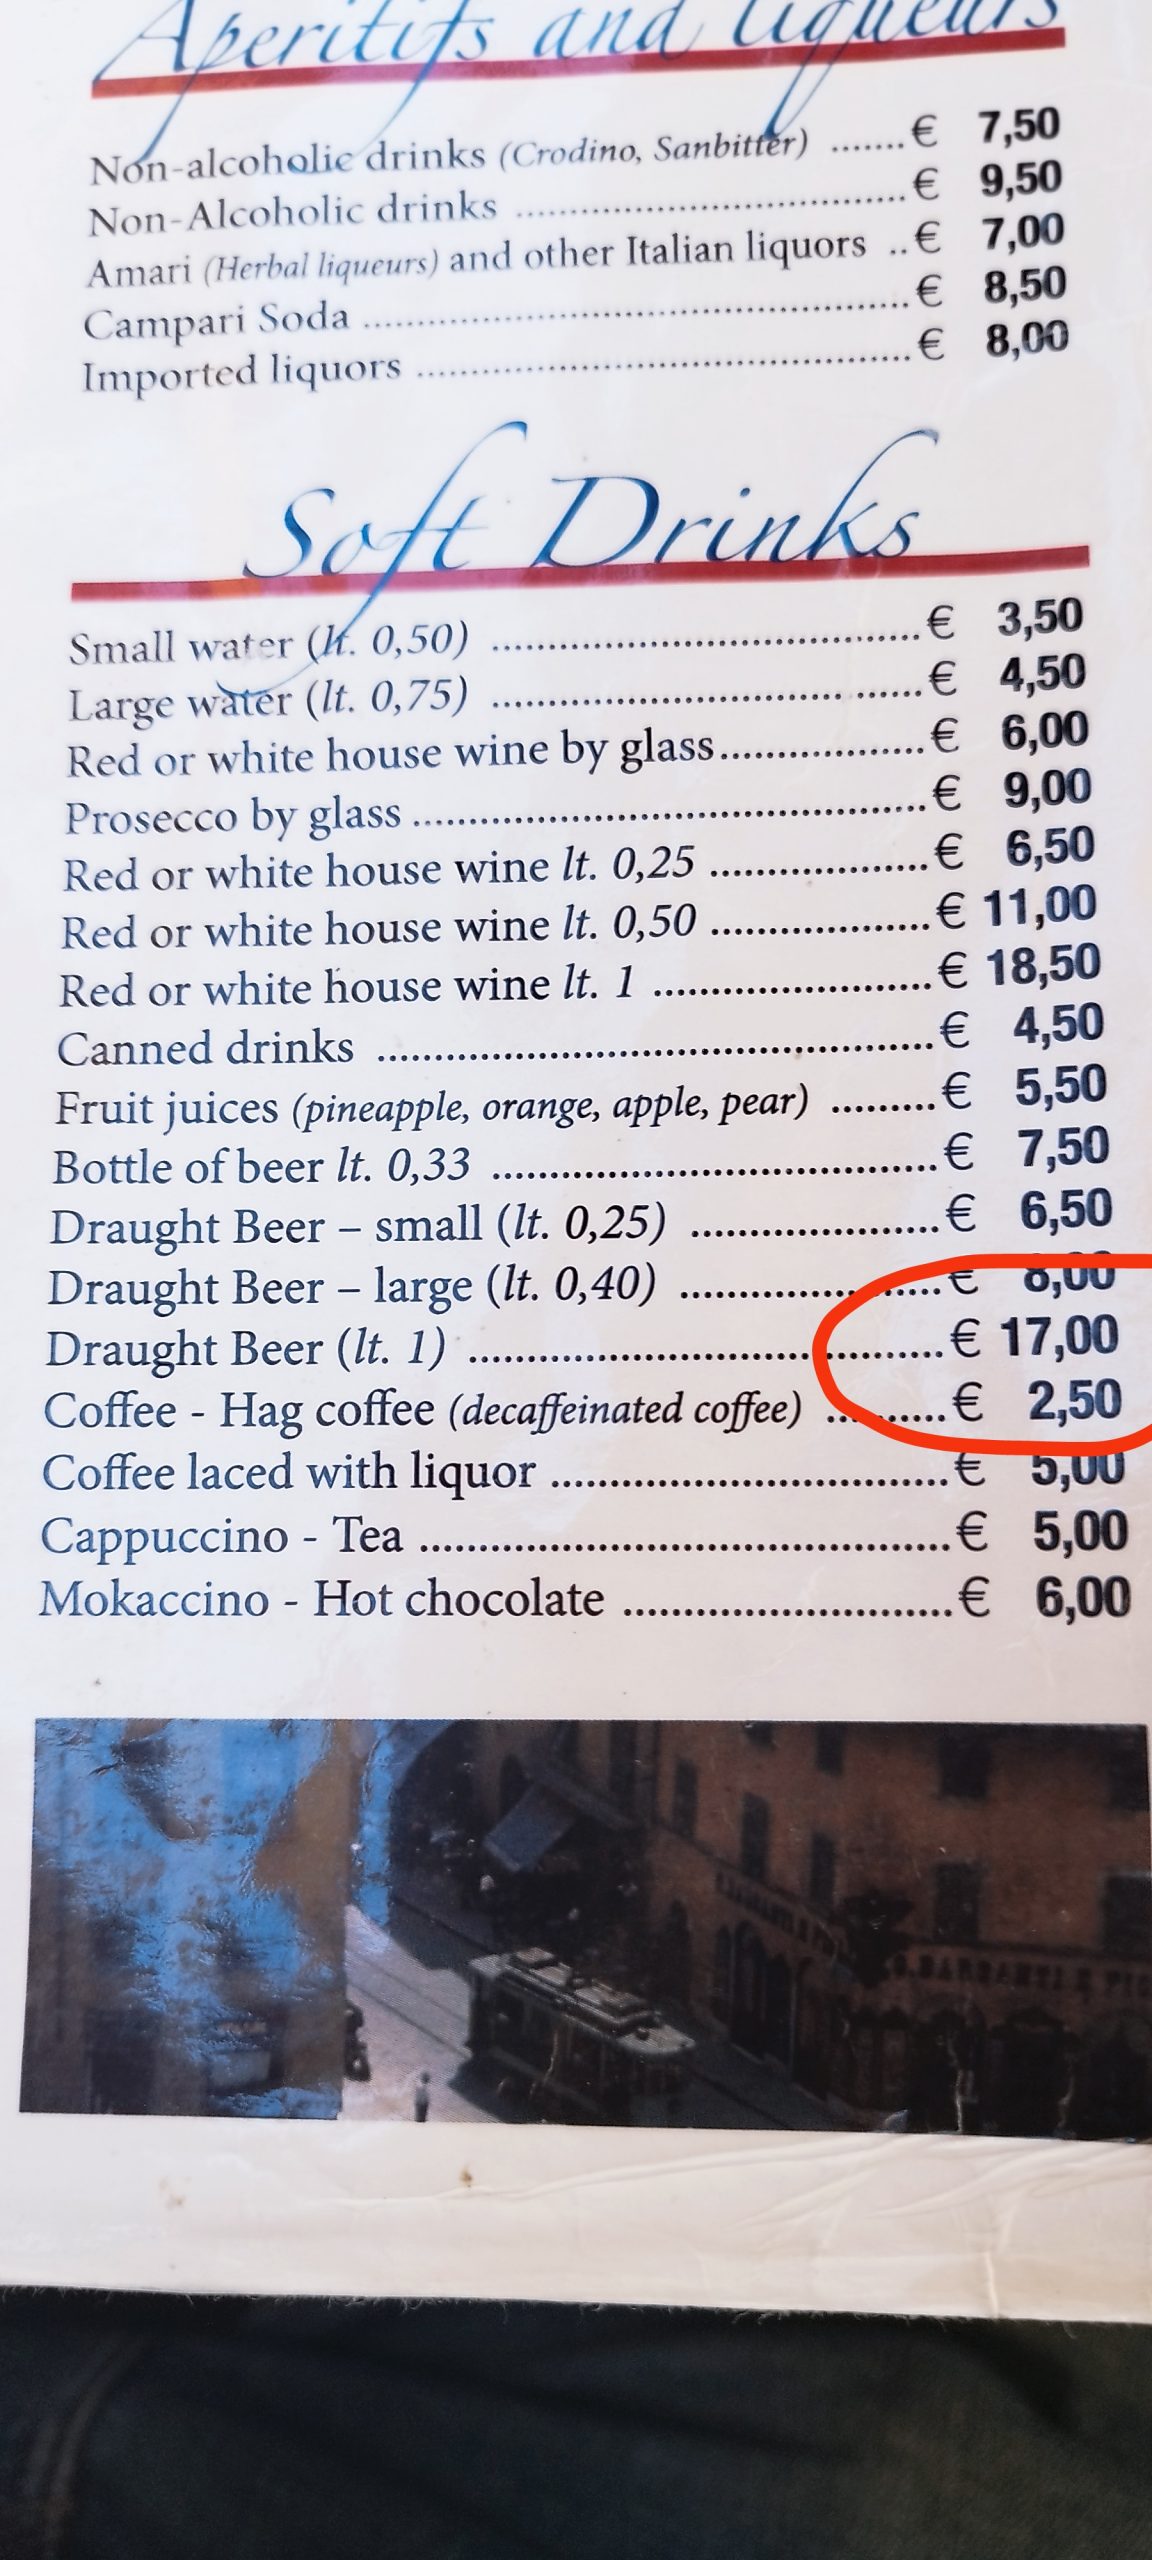 Aperitifs and liqueurs
Non-alcoholic drinks (Crodino, Sanbitter) .......€ 7,50
Non-Alcoholic drinks ....................................€ 9,50
Amari (Herbal liqueurs) and other Italian liquors ..€ 7,00
Campari Soda ..................................................€ 8,50
Imported liquors .............................................€ 8,00
Soft Drinks
Small water (lt. 0,50) ........................................€ 3,50
Large water (lt. 0,75) ........................................€ 4,50
Red or white house wine by glass...................€ 6,00
Prosecco by glass ...............................................€ 9,00
Red or white house wine lt. 0,25 ....................€ 6,50
Red or white house wine lt. 0,50 ....................€ 11,00
Red or white house wine lt. 1 .........................€ 18,50
Canned drinks ..................................................€ 4,50
Fruit juices (pineapple, orange, apple, pear) .........€ 5,50
Bottle of beer lt. 0,33 .......................................€ 7,50
Draught Beer – small (lt. 0,25) ......................€ 6,50
Draught Beer – large (lt. 0,40) .......................€ 8,00
Draught Beer (lt. 1) ..........................................€ 17,00
Coffee - Hag coffee (decaffeinated coffee) ..........€ 2,50
Coffee laced with liquor ...................................€ 5,00
Cappuccino - Tea ..............................................€ 5,00
Mokaccino - Hot chocolate .............................€ 6,00